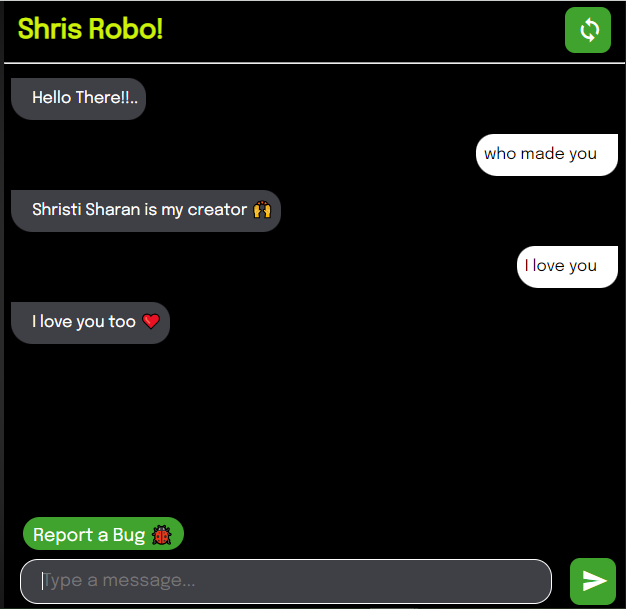 Shris Robo!
Hello There!!..
who made you
Shristi Sharan is my creator 🙌
I love you
I love you too ❤️
Report a Bug 🐞
Type a message...